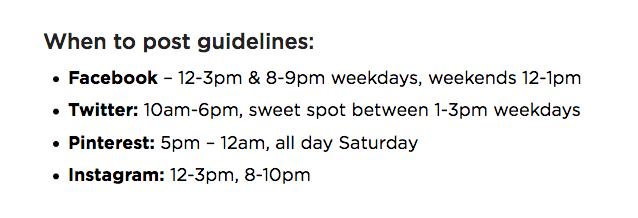 When to post guidelines:
• Facebook – 12-3pm & 8-9pm weekdays, weekends 12-1pm
• Twitter: 10am-6pm, sweet spot between 1-3pm weekdays
• Pinterest: 5pm – 12am, all day Saturday
• Instagram: 12-3pm, 8-10pm